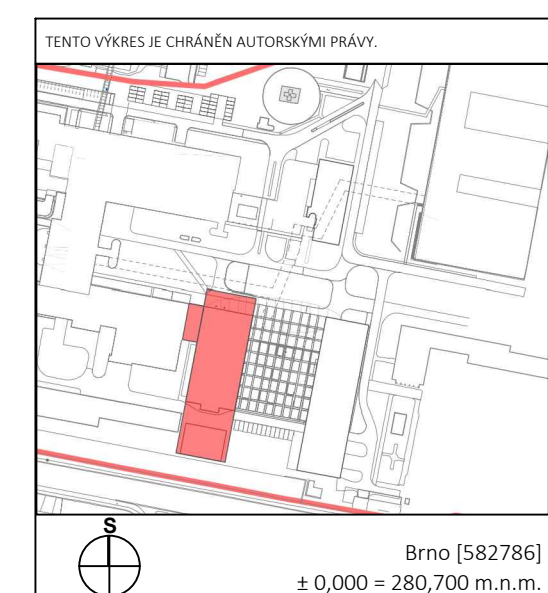 TENTO VÝKRES JE CHRÁNĚN AUTORSKÝMI PRÁVY.
S
Brno [582786]
± 0,000 = 280,700 m.n.m.